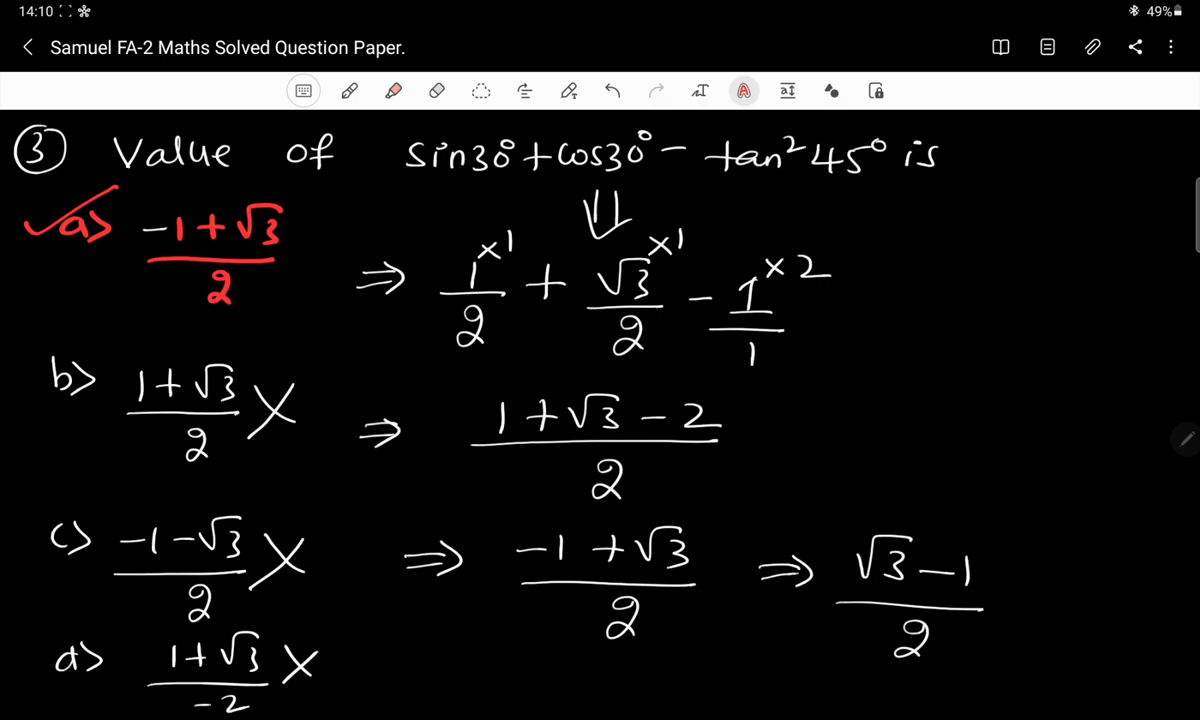 14:10 49%
Samuel FA-2 Maths Solved Question Paper.
③ Value of sin30° + cos30° - tan² 45° is
✓a) (-1+√3)/2
⇓
⇒ 1^×1/2 + √3^×1/2 - 1^×2/1
b) (1+√3)/2 X
⇒ (1+√3-2)/2
c) (-1-√3)/2 X
⇒ (-1+√3)/2 ⇒ (√3-1)/2
d) (1+√3)/-2 X